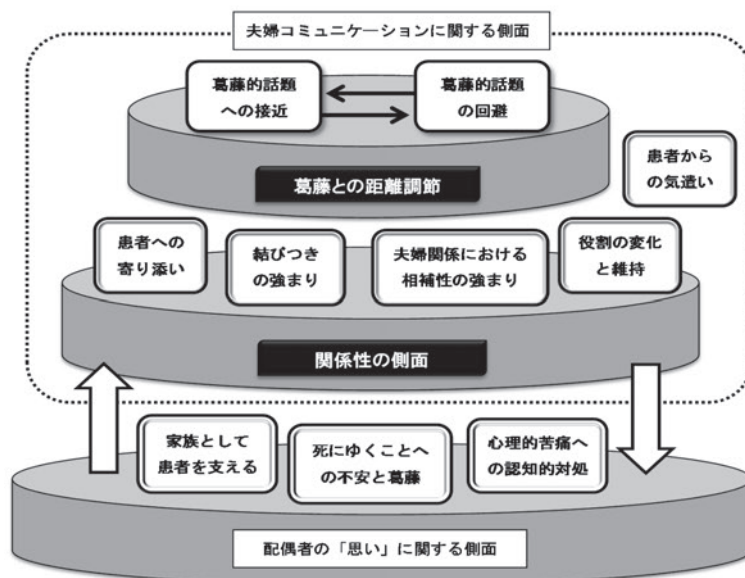 夫婦コミュニケーションに関する側面
葛藤的話題
への接近
葛藤的話題
の回避
葛藤との距離調節
患者から
の気遣い
患者への
寄り添い
結びつき
の強まり
夫婦関係における
相補性の強まり
役割の変化
と維持
関係性の側面
家族として
患者を支える
死にゆくことへ
の不安と葛藤
心理的苦痛へ
の認知的対処
配偶者の「思い」に関する側面